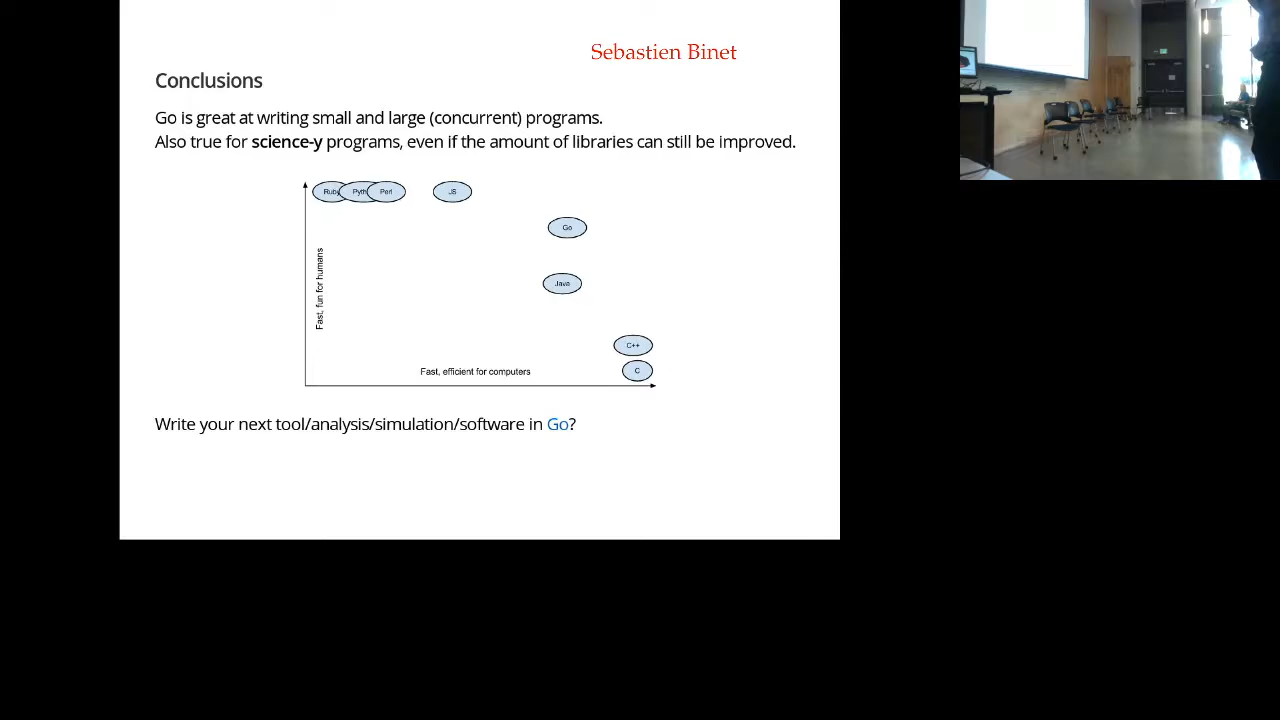 Sebastien Binet
Conclusions
Go is great at writing small and large (concurrent) programs.
Also true for science-y programs, even if the amount of libraries can still be improved.
Ruby Pyth Perl JS
Go
Fast, fun for humans
Java
C++
Fast, efficient for computers
C
Write your next tool/analysis/simulation/software in Go?